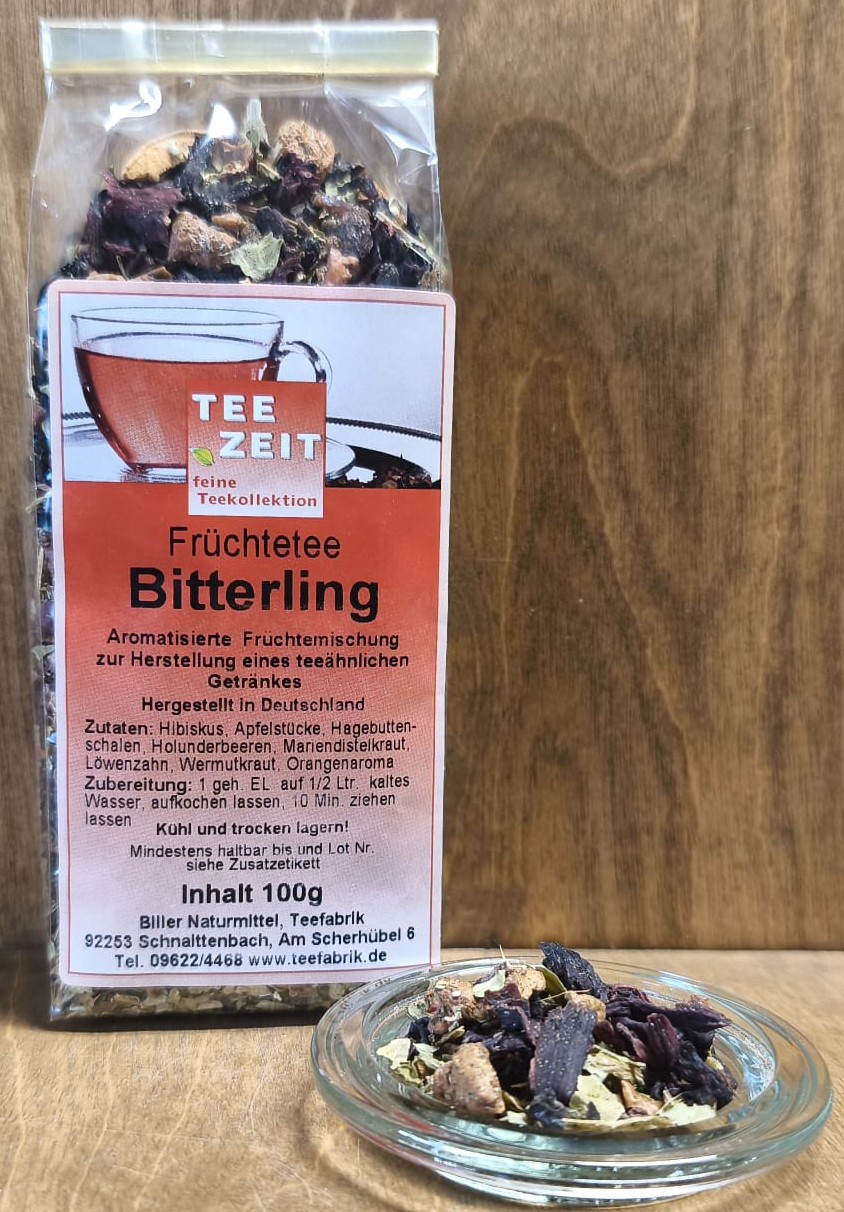 TEE
ZEIT
feine
Teekollektion
Früchtetee
Bitterling
Aromatisierte Früchtemischung
zur Herstellung eines teeähnlichen
Getränkes
Hergestellt in Deutschland
Zutaten: Hibiskus, Apfelstücke, Hagebutten-
schalen, Holunderbeeren, Mariendistelkraut,
Löwenzahn, Wermutkraut, Orangenaroma
Zubereitung: 1 geh. EL auf 1/2 Ltr. kaltes
Wasser, aufkochen lassen, 10 Min. ziehen
lassen
Kühl und trocken lagern!
Mindestens haltbar bis und Lot Nr.
siehe Zusatzetikett
Inhalt 100g
Biller Naturmittel, Teefabrik
92253 Schnaittenbach, Am Scherhübel 6
Tel. 09622/4468 www.teefabrik.de